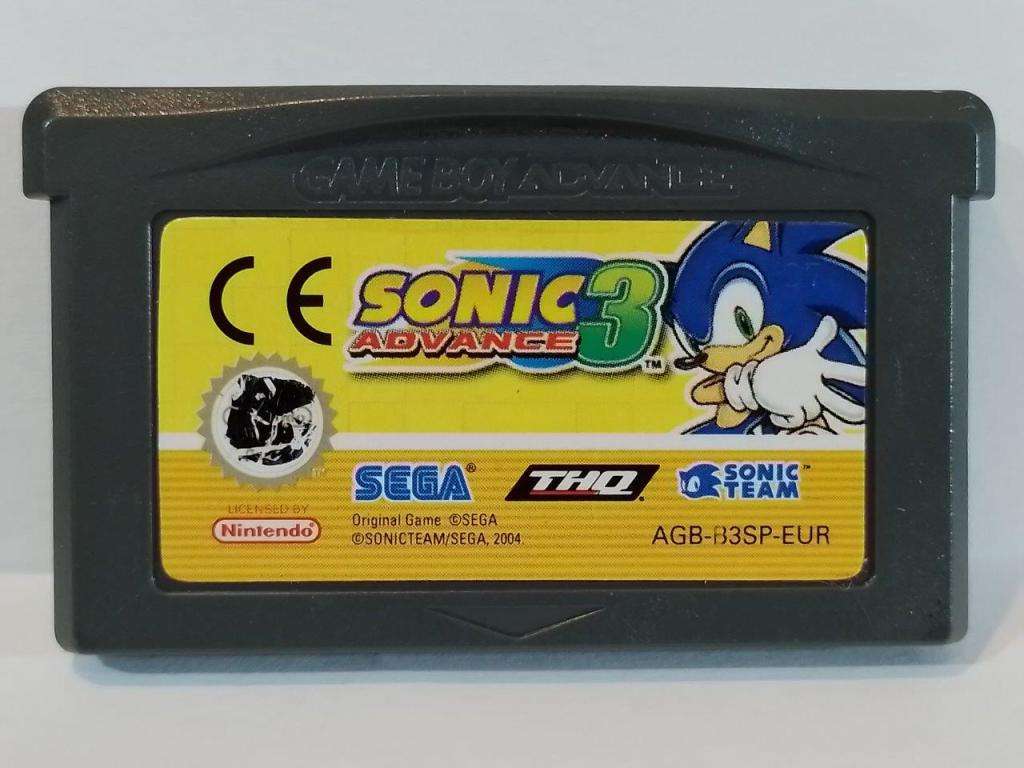 GAME BOY ADVANCE
CE
SONIC
ADVANCE 3 ™
SEGA® THQ. SONIC TEAM™
LICENSED BY
Nintendo
Original Game ©SEGA
©SONICTEAM/SEGA, 2004
AGB-B3SP-EUR